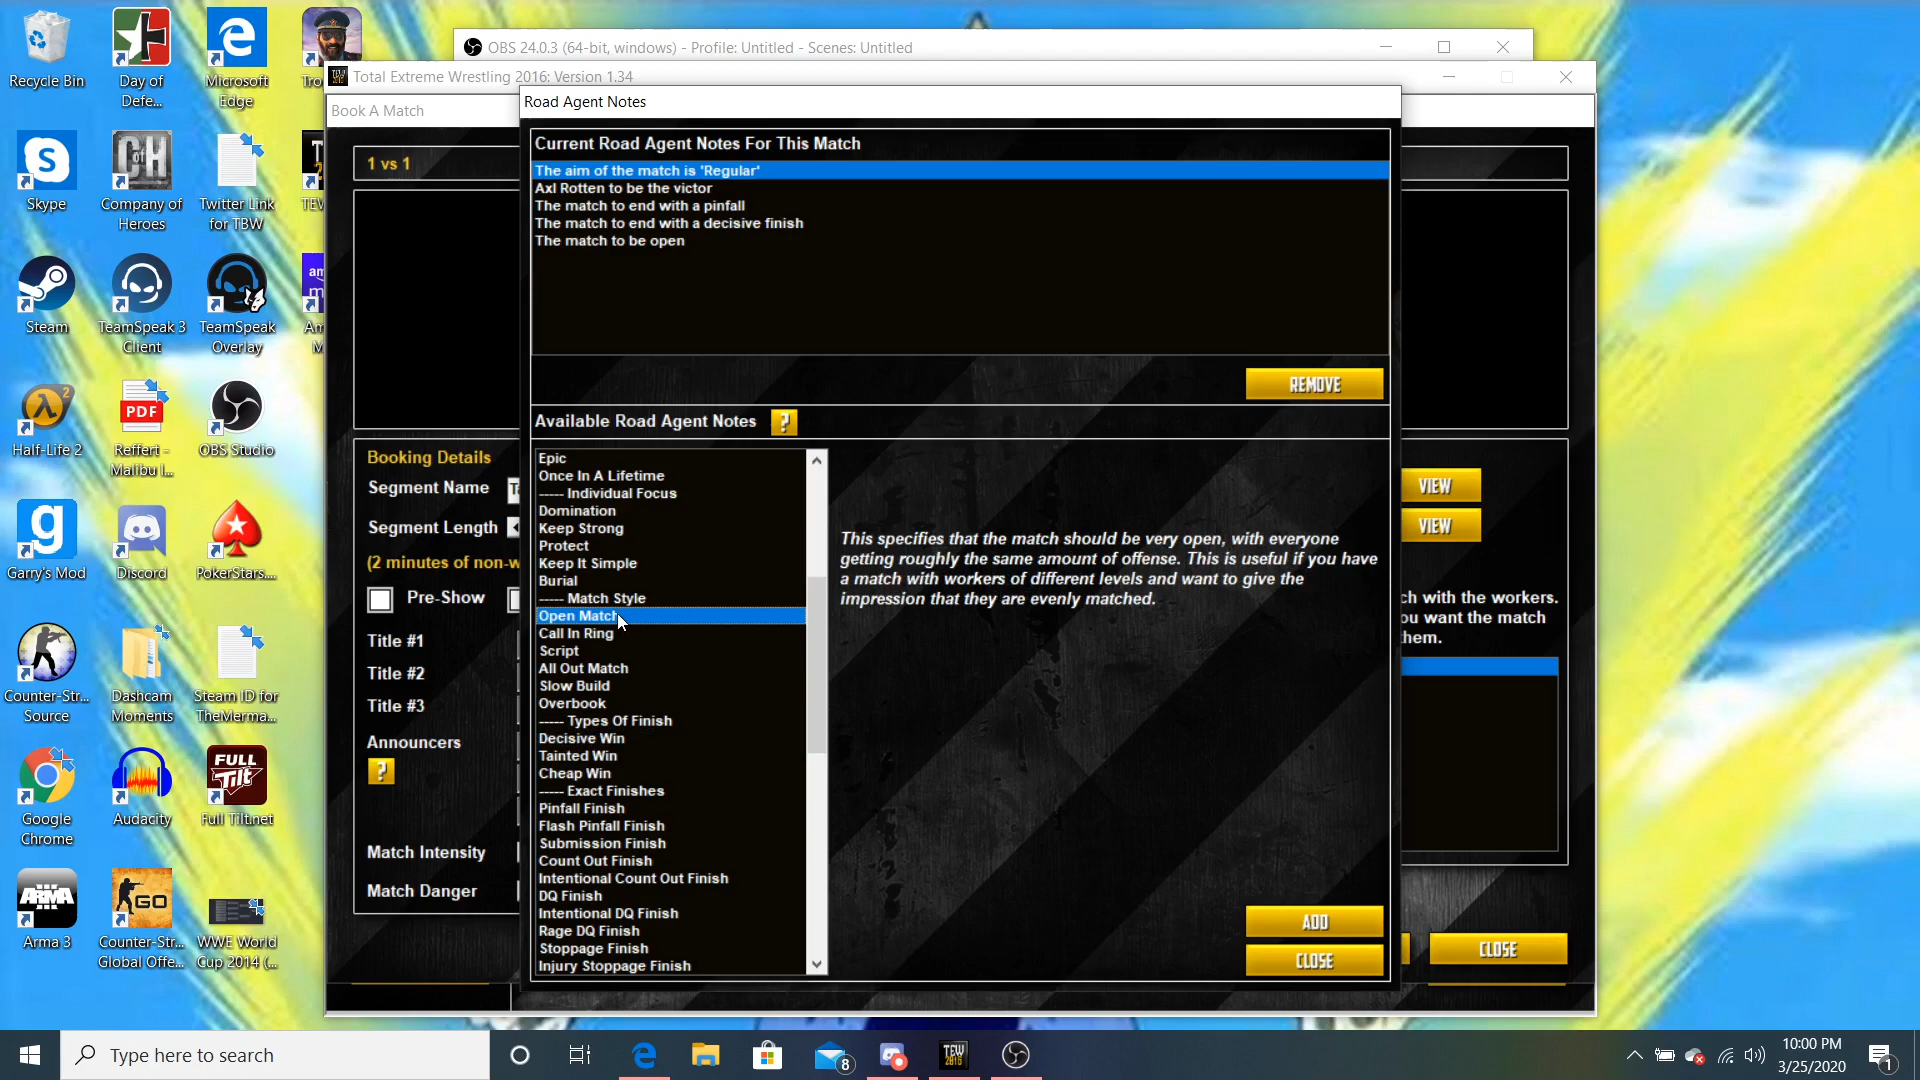 Recycle Bin
Day of
Defe...
Microsoft
Edge
Tro
Skype
Company of
Heroes
Twitter Link
for TBW
TEW
Steam
TeamSpeak 3
Client
TeamSpeak
Overlay
Half-Life 2
PDF
Reffert -
Malibu l...
OBS Studio
Garry's Mod
Discord
PokerStars....
Counter-Str...
Source
Dashcam
Moments
Steam ID for
TheMerma...
Google
Chrome
Audacity
FULL
TiLT
Full Tilt.net
ARMA
Arma 3
GO
Counter-Str...
Global Offe...
WWE World
Cup 2014 (...
OBS 24.0.3 (64-bit, windows) - Profile: Untitled - Scenes: Untitled
Total Extreme Wrestling 2016: Version 1.34
Book A Match
1 vs 1
Booking Details
Segment Name
Segment Length
(2 minutes of non-w
Pre-Show
Title #1
Title #2
Title #3
Announcers
?
Match Intensity
Match Danger
Road Agent Notes
Current Road Agent Notes For This Match
The aim of the match is 'Regular'
Axl Rotten to be the victor
The match to end with a pinfall
The match to end with a decisive finish
The match to be open
REMOVE
Available Road Agent Notes ?
Epic
Once In A Lifetime
----- Individual Focus
Domination
Keep Strong
Protect
Keep It Simple
Burial
----- Match Style
Open Match
Call In Ring
Script
All Out Match
Slow Build
Overbook
----- Types Of Finish
Decisive Win
Tainted Win
Cheap Win
----- Exact Finishes
Pinfall Finish
Flash Pinfall Finish
Submission Finish
Count Out Finish
Intentional Count Out Finish
DQ Finish
Intentional DQ Finish
Rage DQ Finish
Stoppage Finish
Injury Stoppage Finish
This specifies that the match should be very open, with everyone
getting roughly the same amount of offense. This is useful if you have
a match with workers of different levels and want to give the
impression that they are evenly matched.
ADD
CLOSE
VIEW
VIEW
ch with the workers.
ou want the match
hem.
CLOSE
Type here to search
8
TEW
2016
10:00 PM
3/25/2020
1